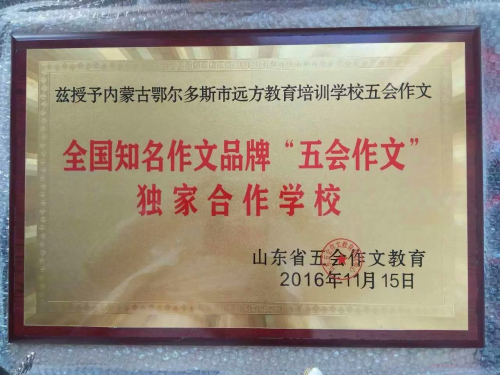 兹授予内蒙古鄂尔多斯市远方教育培训学校五会作文
全国知名作文品牌“五会作文”
独家合作学校
山东省五会作文教育
2016年11月15日